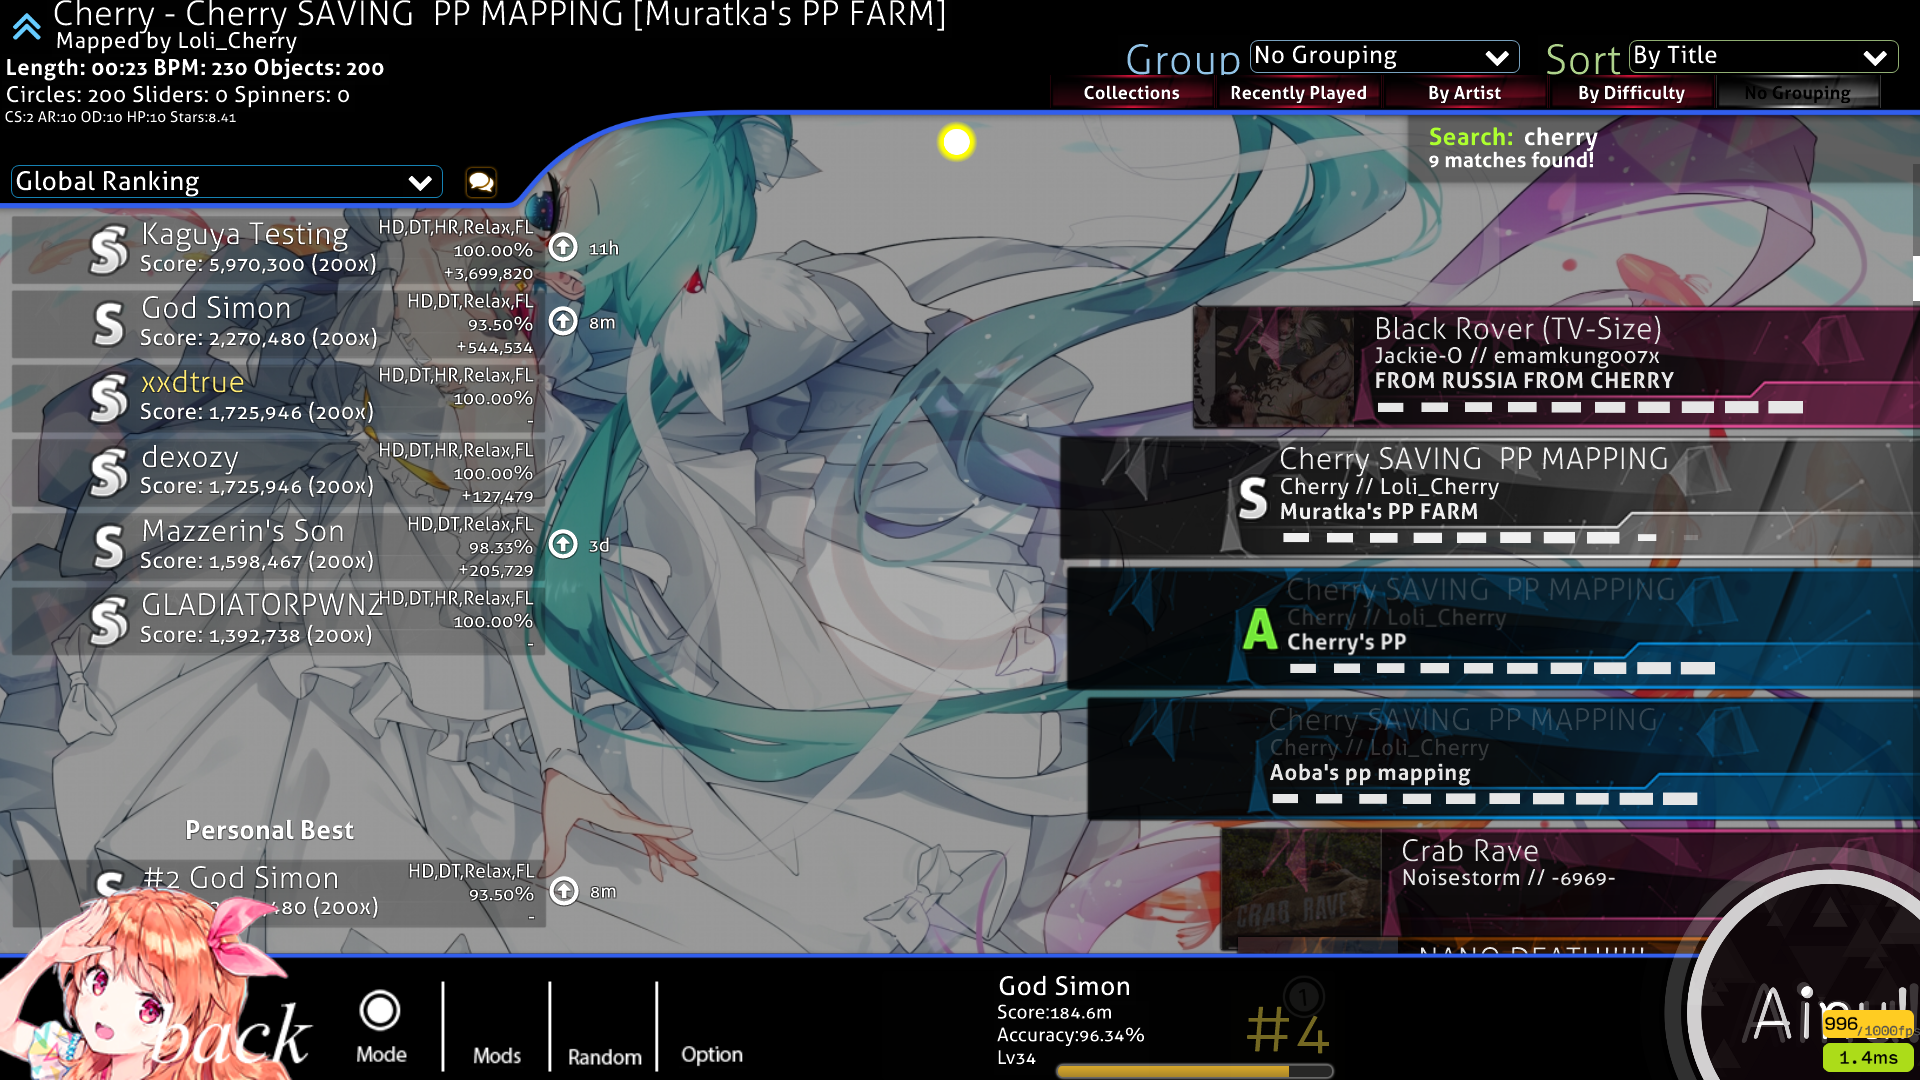 Cherry - Cherry SAVING  PP MAPPING [Muratka's PP FARM]
Mapped by Loli_Cherry
Length: 00:23 BPM: 230 Objects: 200
Circles: 200 Sliders: 0 Spinners: 0
CS:2 AR:10 OD:10 HP:10 Stars:8.41
Group No Grouping
Sort By Title
Collections
Recently Played
By Artist
By Difficulty
No Grouping
Search: cherry
9 matches found!
Global Ranking
Kaguya Testing
Score: 5,970,300 (200x)
HD,DT,HR,Relax,FL
100.00%
+3,699,820
11h
God Simon
Score: 2,270,480 (200x)
HD,DT,Relax,FL
93.50%
+544,534
8m
xxdtrue
Score: 1,725,946 (200x)
HD,DT,HR,Relax,FL
100.00%
-
dexozy
Score: 1,725,946 (200x)
HD,DT,HR,Relax,FL
100.00%
+127,479
Mazzerin's Son
Score: 1,598,467 (200x)
HD,DT,Relax,FL
98.33%
+205,729
3d
GLADIATORPWNZ
Score: 1,392,738 (200x)
HD,DT,HR,Relax,FL
100.00%
-
Personal Best
#2 God Simon
480 (200x)
HD,DT,Relax,FL
93.50%
-
8m
Black Rover (TV-Size)
Jackie-O // emamkung007x
FROM RUSSIA FROM CHERRY
S
Cherry SAVING  PP MAPPING
Cherry // Loli_Cherry
Muratka's PP FARM
A
Cherry SAVING  PP MAPPING
Cherry // Loli_Cherry
Cherry's PP
Cherry SAVING  PP MAPPING
Cherry // Loli_Cherry
Aoba's pp mapping
CRAB RAVE
Crab Rave
Noisestorm // -6969-
NANO DEATH!!!!!
back
Mode
Mods
Random
Option
God Simon
Score:184.6m
Accuracy:96.34%
Lv34
#4
1
996/1000fps
1.4ms